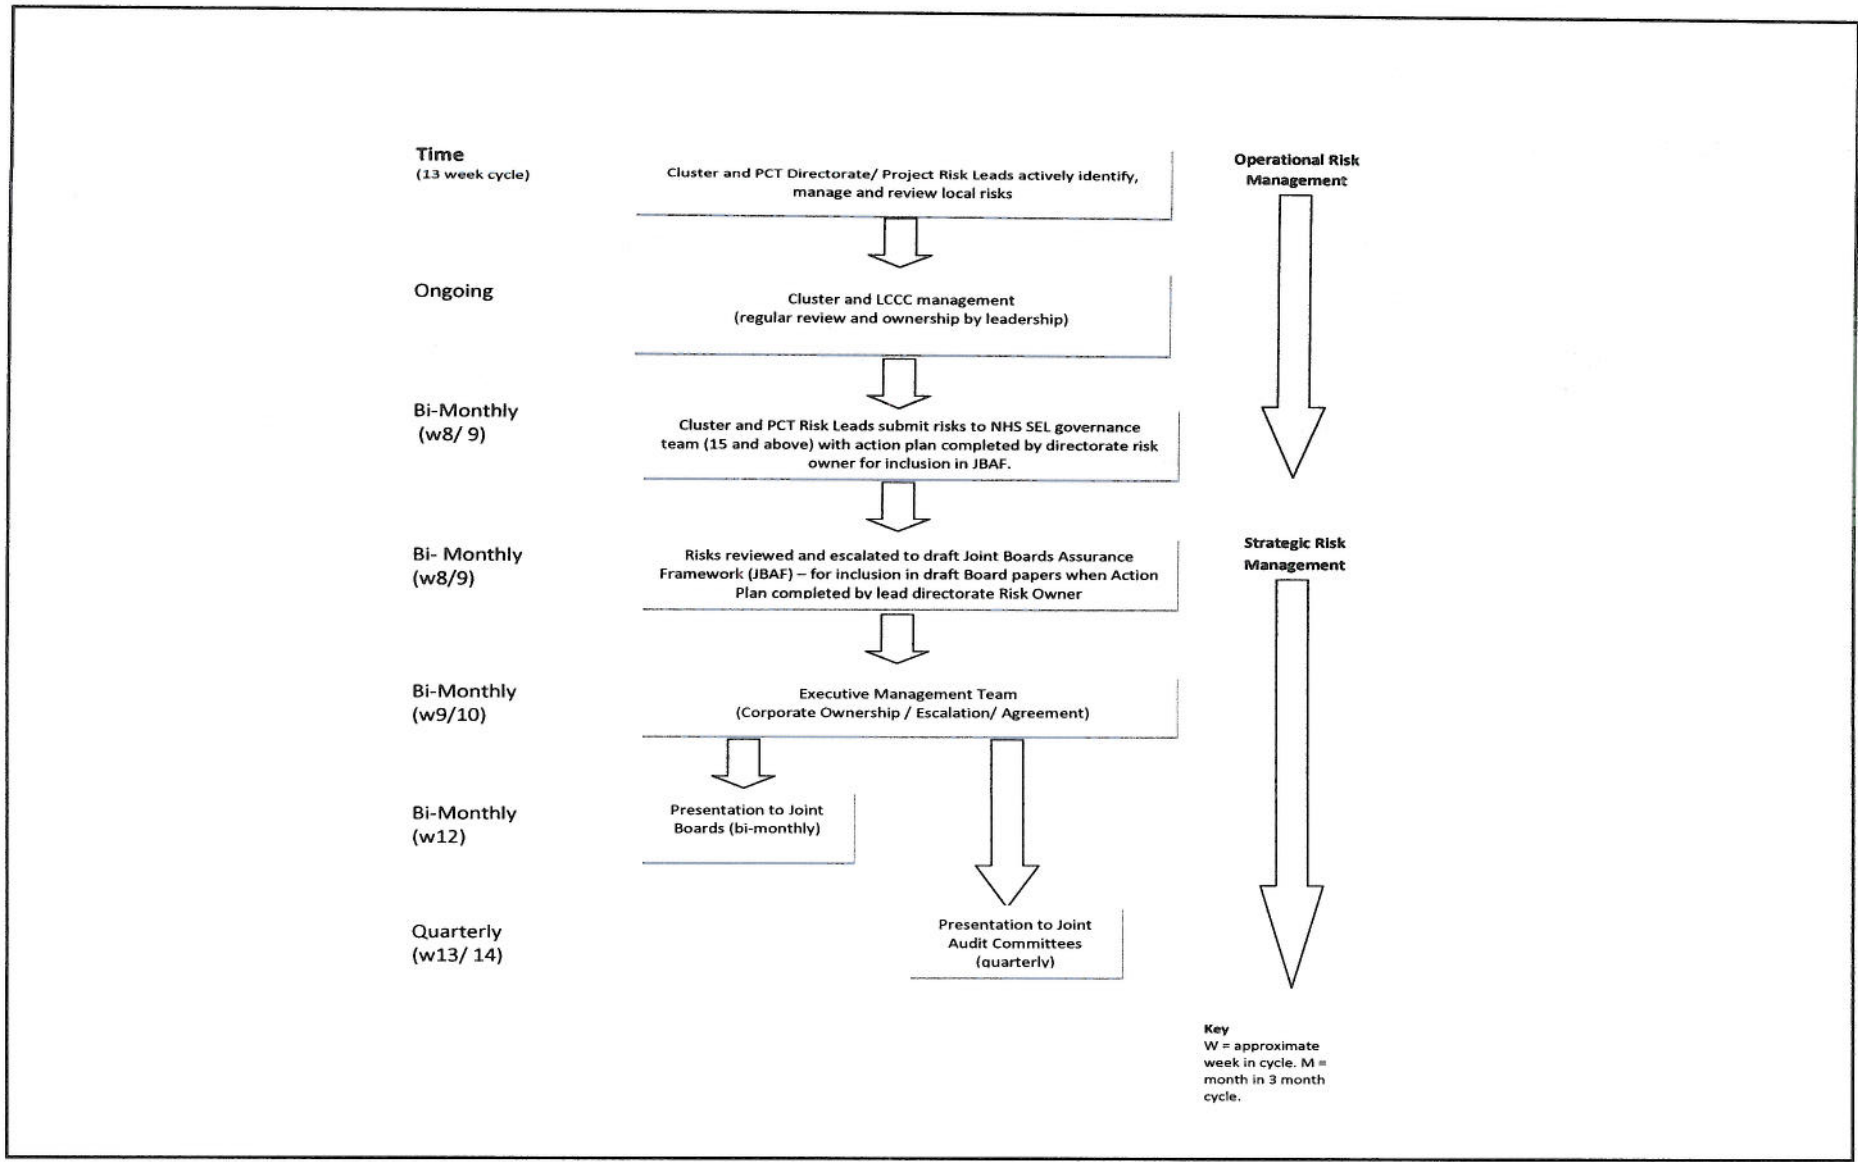 Time
(13 week cycle)
Cluster and PCT Directorate/ Project Risk Leads actively identify,
manage and review local risks
Operational Risk
Management
Ongoing
Cluster and LCCC management
(regular review and ownership by leadership)
Bi-Monthly
(w8/ 9)
Cluster and PCT Risk Leads submit risks to NHS SEL governance
team (15 and above) with action plan completed by directorate risk
owner for inclusion in JBAF.
Bi- Monthly
(w8/9)
Risks reviewed and escalated to draft Joint Boards Assurance
Framework (JBAF) – for inclusion in draft Board papers when Action
Plan completed by lead directorate Risk Owner
Strategic Risk
Management
Bi-Monthly
(w9/10)
Executive Management Team
(Corporate Ownership / Escalation/ Agreement)
Bi-Monthly
(w12)
Presentation to Joint
Boards (bi-monthly)
Quarterly
(w13/ 14)
Presentation to Joint
Audit Committees
(quarterly)
Key
W = approximate
week in cycle. M =
month in 3 month
cycle.